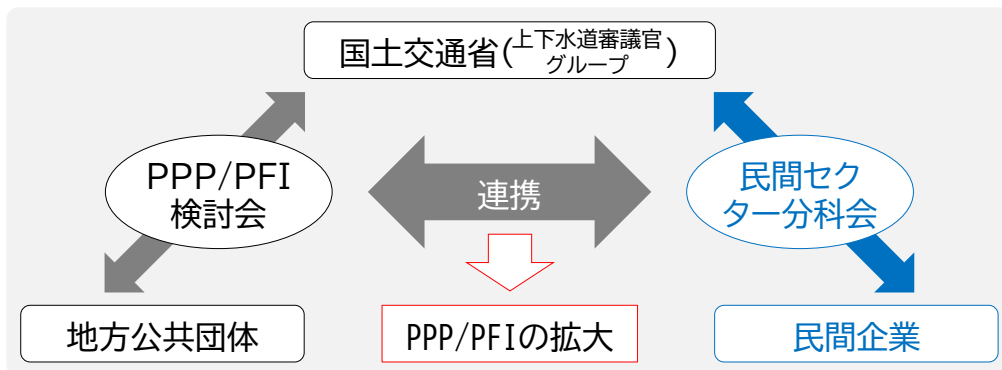 国土交通省(上下水道審議官グループ)
PPP/PFI
検討会
連携
民間セク
ター分科会
地方公共団体
PPP/PFIの拡大
民間企業